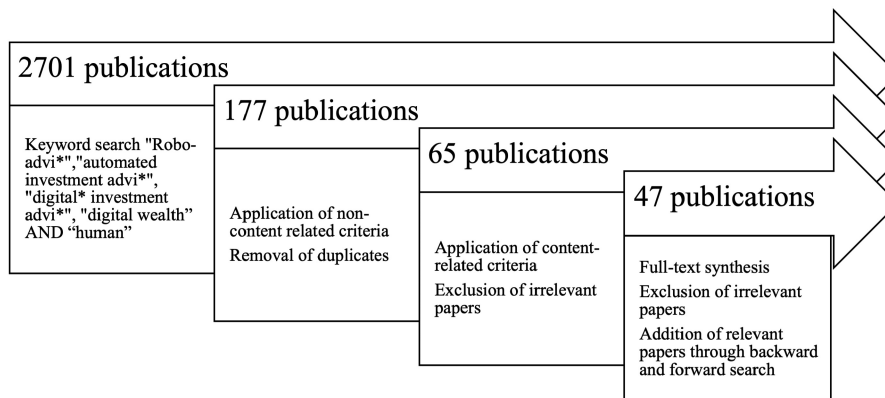 2701 publications
Keyword search "Robo-
advi*","automated
investment advi*",
"digital* investment
advi*", "digital wealth”
AND “human”
177 publications
Application of non-
content related criteria
Removal of duplicates
65 publications
Application of content-
related criteria
Exclusion of irrelevant
papers
47 publications
Full-text synthesis
Exclusion of irrelevant
papers
Addition of relevant
papers through backward
and forward search